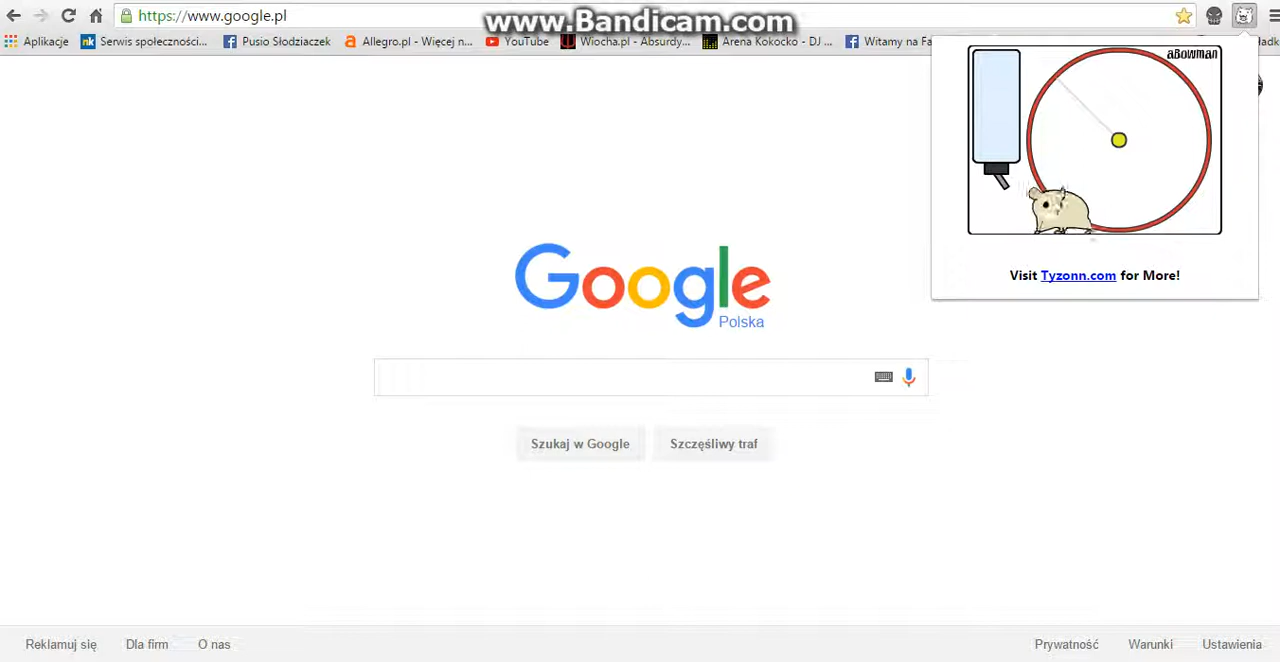 https://www.google.pl
www.Bandicam.com
Aplikacje
nk Serwis społeczności...
Pusio Słodziaczek
a Allegro.pl - Więcej n...
YouTube
Wiocha.pl - Absurdy...
Arena Kokocko - DJ ...
Witamy na Fa
aBowman
Visit Tyzonn.com for More!
Google
Polska
Szukaj w Google
Szczęśliwy traf
Reklamuj się
Dla firm
O nas
Prywatność
Warunki
Ustawienia